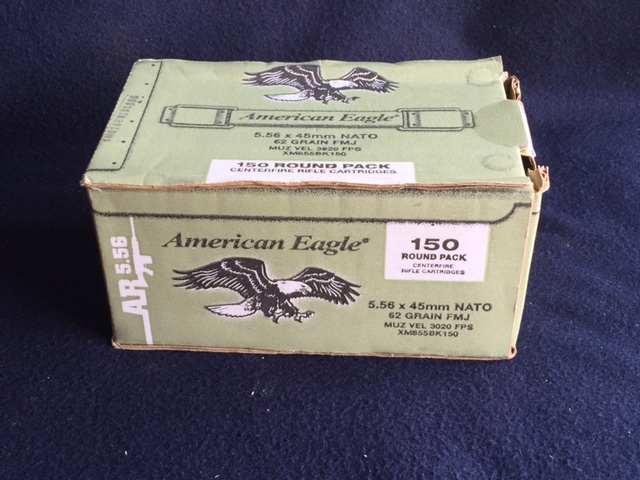 American Eagle
5.56 x 45mm NATO
62 GRAIN FMJ
MUZ VEL 3020 FPS
XM855BK150
150 ROUND PACK
CENTERFIRE RIFLE CARTRIDGES
AR 5.56
American Eagle®
150
ROUND PACK
CENTERFIRE
RIFLE CARTRIDGES
5.56 x 45mm NATO
62 GRAIN FMJ
MUZ VEL 3020 FPS
XM855BK150